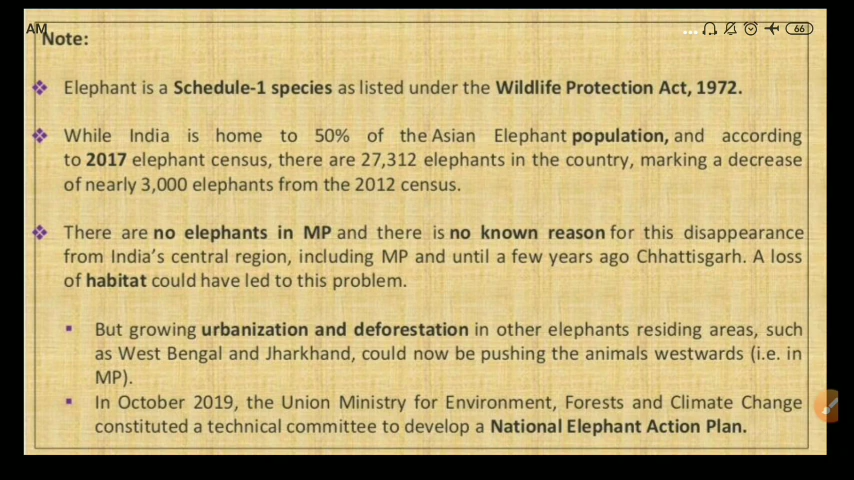 AM
... 66
Note:
❖ Elephant is a Schedule-1 species as listed under the Wildlife Protection Act, 1972.
❖ While India is home to 50% of the Asian Elephant population, and according
to 2017 elephant census, there are 27,312 elephants in the country, marking a decrease
of nearly 3,000 elephants from the 2012 census.
❖ There are no elephants in MP and there is no known reason for this disappearance
from India's central region, including MP and until a few years ago Chhattisgarh. A loss
of habitat could have led to this problem.
▪ But growing urbanization and deforestation in other elephants residing areas, such
as West Bengal and Jharkhand, could now be pushing the animals westwards (i.e. in
MP).
▪ In October 2019, the Union Ministry for Environment, Forests and Climate Change
constituted a technical committee to develop a National Elephant Action Plan.